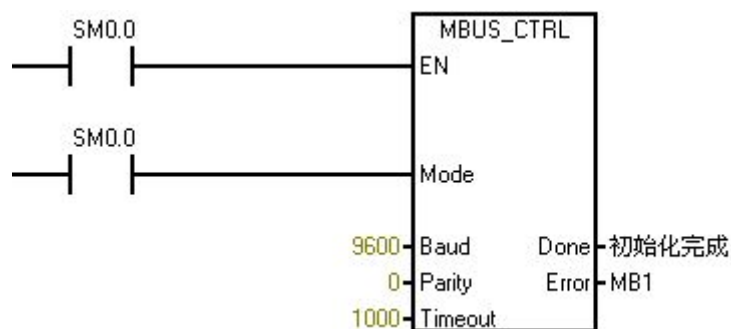 SM0.0
MBUS_CTRL
EN
SM0.0
Mode
9600 Baud Done 初始化完成
0 Parity Error MB1
1000 Timeout